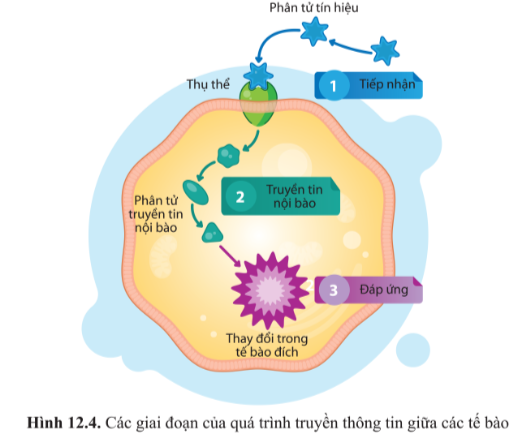 Phân tử tín hiệu
Thụ thể
1 Tiếp nhận
Phân tử
truyền tin
nội bào
2 Truyền tin
nội bào
3 Đáp ứng
Thay đổi trong
tế bào đích
Hình 12.4. Các giai đoạn của quá trình truyền thông tin giữa các tế bào